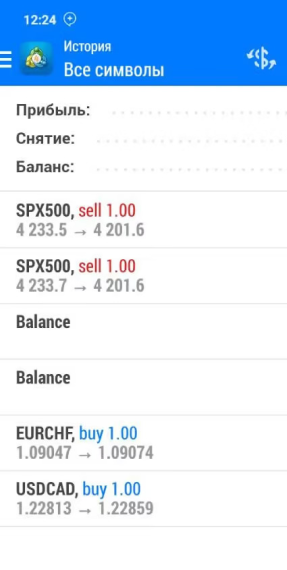 12:24
История
Все символы
Прибыль:
Снятие:
Баланс:
SPX500, sell 1.00
4 233.5 → 4 201.6
SPX500, sell 1.00
4 233.7 → 4 201.6
Balance
Balance
EURCHF, buy 1.00
1.09047 → 1.09074
USDCAD, buy 1.00
1.22813 → 1.22859